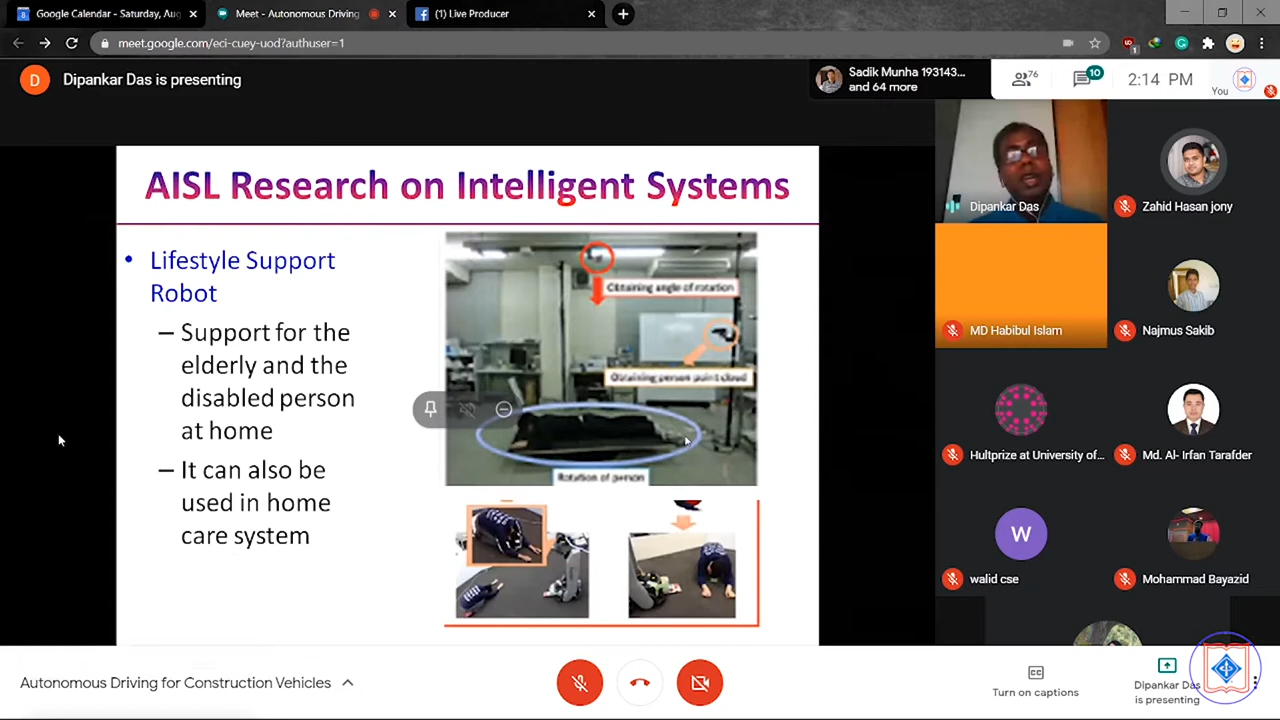 Google Calendar - Saturday, Aug
Meet - Autonomous Driving
(1) Live Producer
meet.google.com/eci-cuey-uod?authuser=1
D
Dipankar Das is presenting
Sadik Munha 193143...
and 64 more
76
10
2:14 PM
You
AISL Research on Intelligent Systems
• Lifestyle Support
Robot
– Support for the
elderly and the
disabled person
at home
– It can also be
used in home
care system
Obtaining angle of rotation
Obtaining person point cloud
Rotation of person
Dipankar Das
Zahid Hasan jony
MD Habibul Islam
Najmus Sakib
Hultprize at University of...
Md. Al- Irfan Tarafder
W
walid cse
Mohammad Bayazid
Autonomous Driving for Construction Vehicles
Turn on captions
Dipankar Das
is presenting